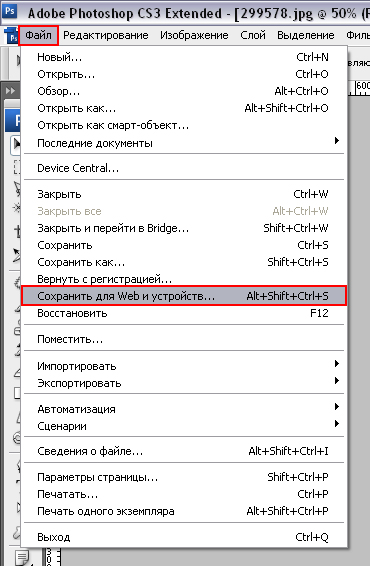 Ps Adobe Photoshop CS3 Extended - [299578.jpg @ 50% (
Ps Файл Редактирование Изображение Слой Выделение Филь
Новый... Ctrl+N
Открыть... Ctrl+O
Обзор... Alt+Ctrl+O
Открыть как... Alt+Shift+Ctrl+O
Открыть как смарт-объект...
Последние документы
Device Central...
Закрыть Ctrl+W
Закрыть все Alt+Ctrl+W
Закрыть и перейти в Bridge... Shift+Ctrl+W
Сохранить Ctrl+S
Сохранить как... Shift+Ctrl+S
Вернуть с регистрацией...
Сохранить для Web и устройств... Alt+Shift+Ctrl+S
Восстановить F12
Поместить...
Импортировать
Экспортировать
Автоматизация
Сценарии
Сведения о файле... Alt+Shift+Ctrl+I
Параметры страницы... Shift+Ctrl+P
Печатать... Ctrl+P
Печать одного экземпляра Alt+Shift+Ctrl+P
Выход Ctrl+Q